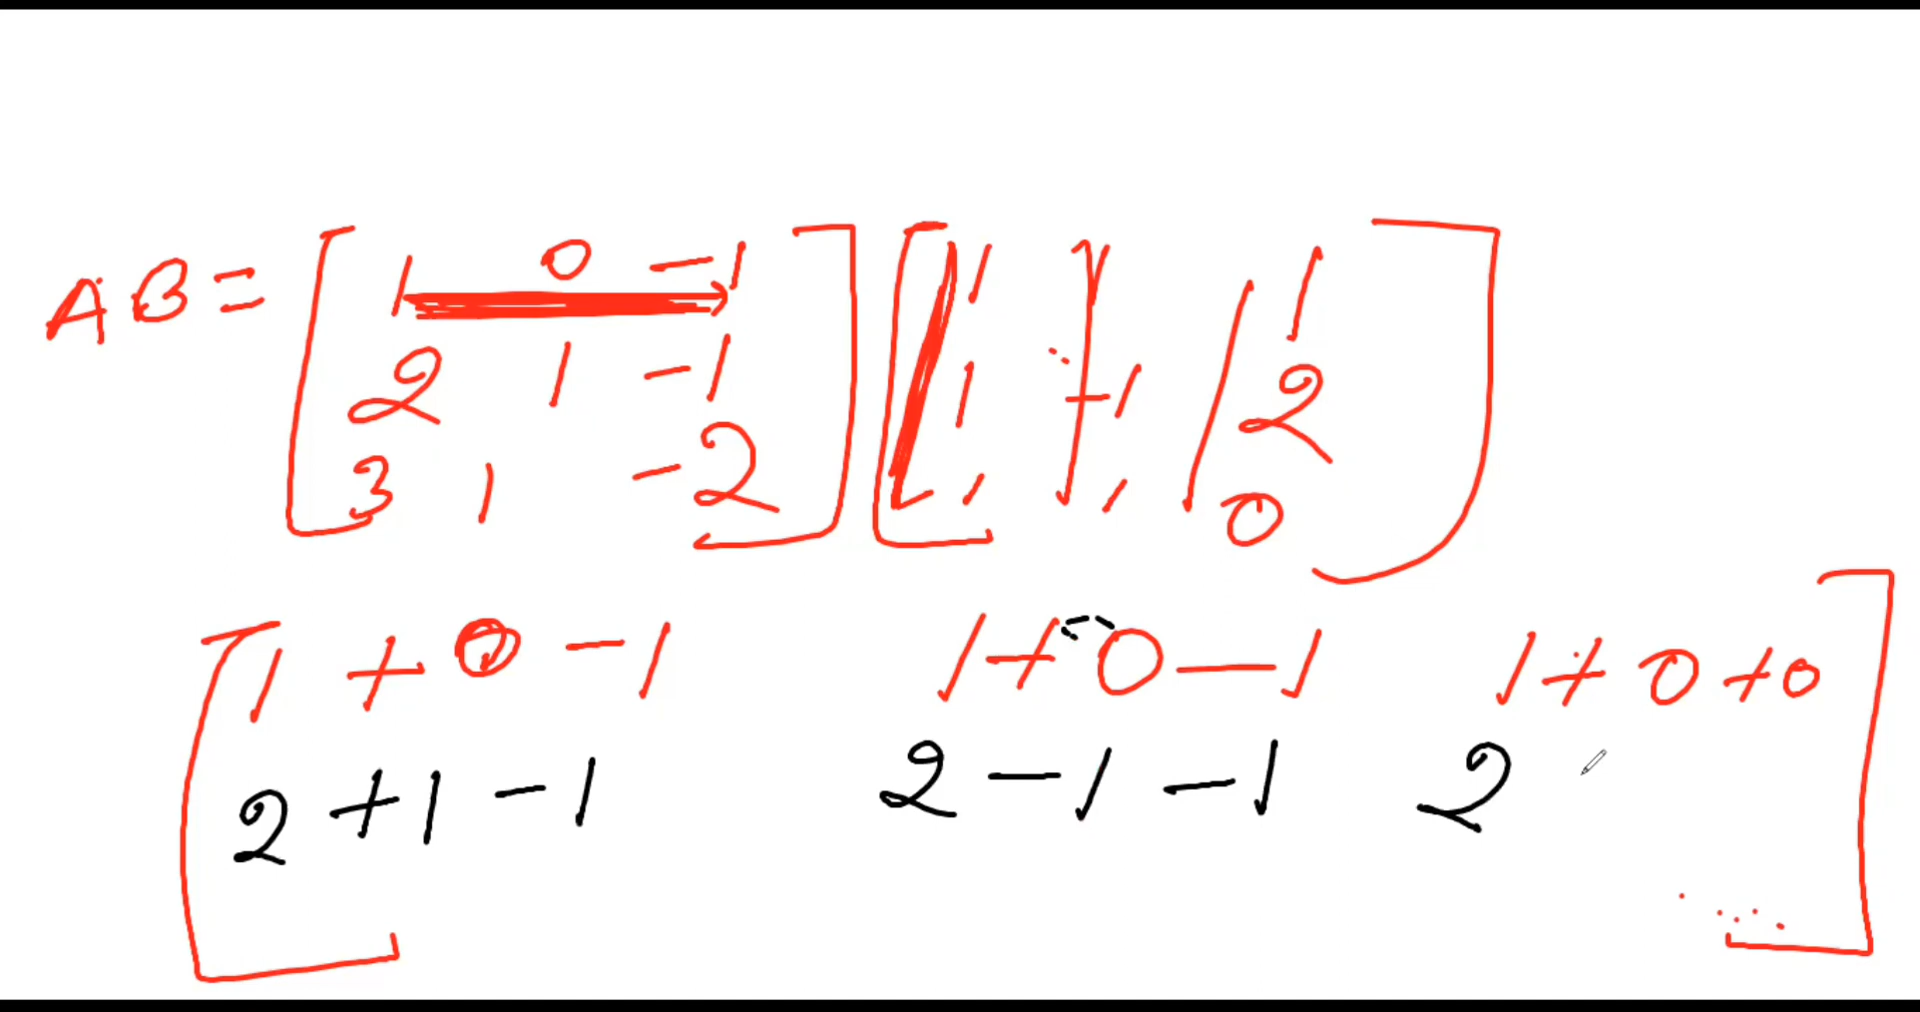 AB = [ 1 0 -1 ] [ 1 1 1 ]
2 1 -1 1 -1 2
3 1 -2 1 1 0
[ 1 + 0 - 1 1 + 0 - 1 1 + 0 + 0 ]
2 + 1 - 1 2 - 1 - 1 2